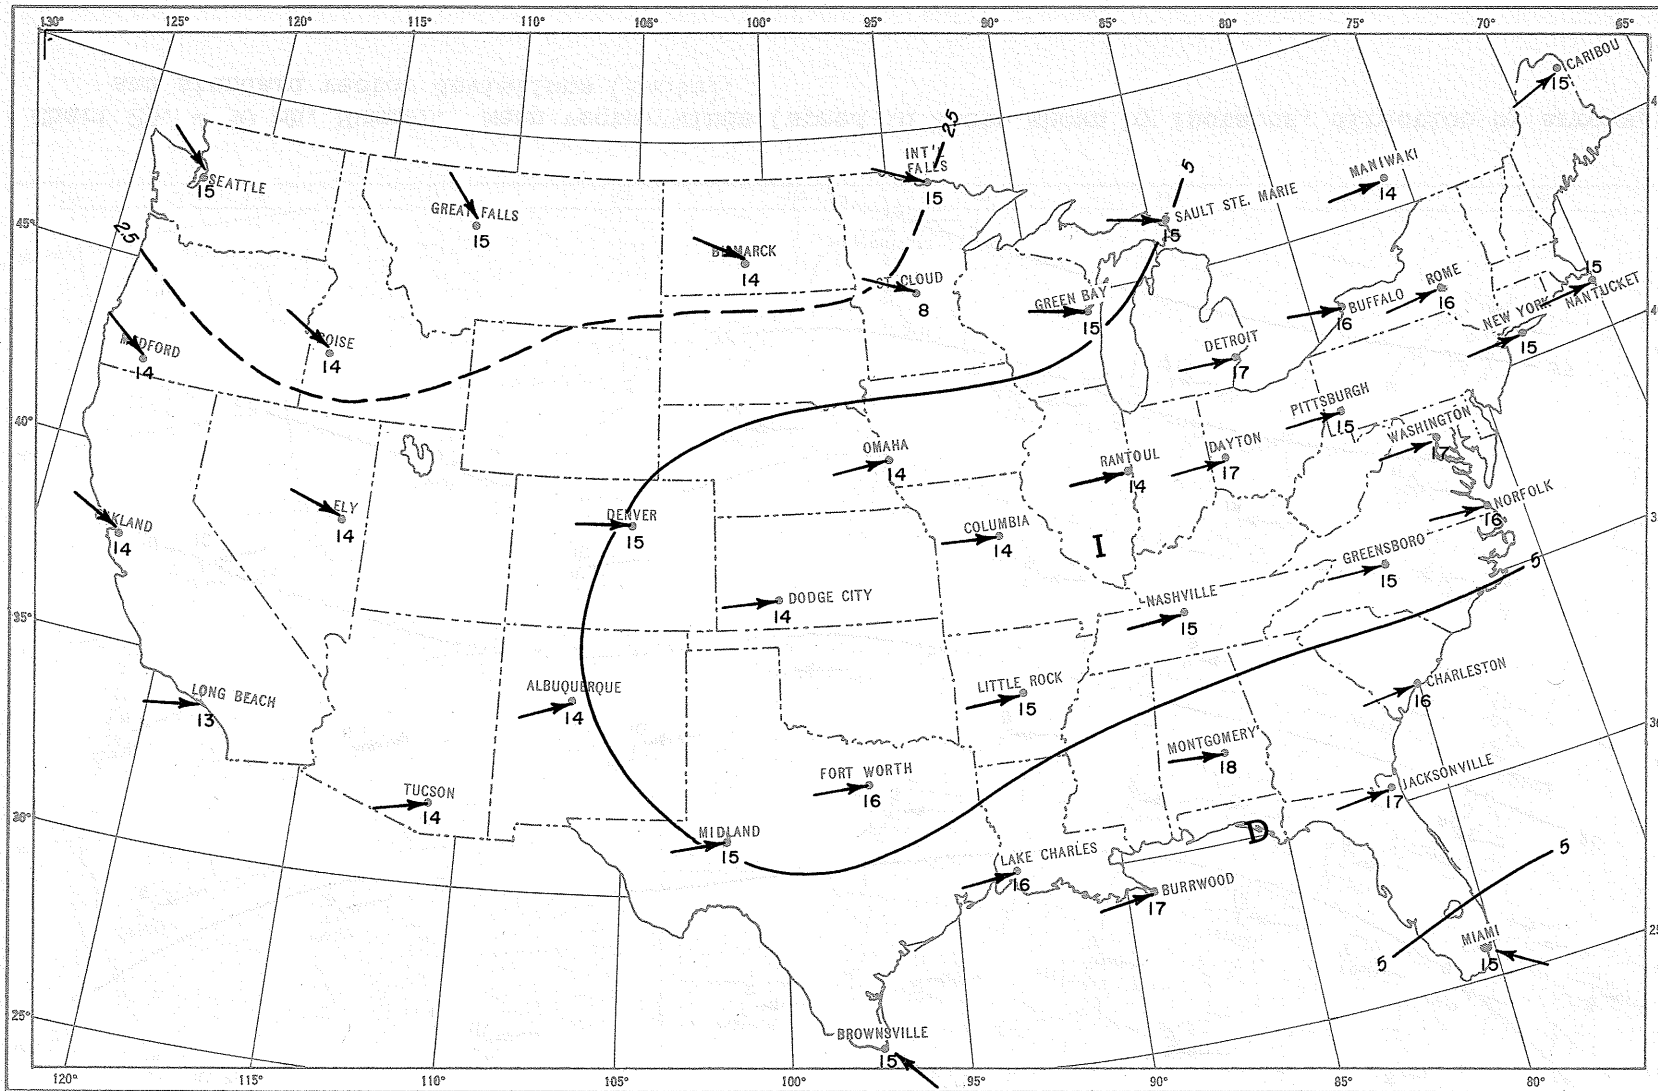 130° 125° 120° 115° 110° 105° 100° 95° 90° 85° 80° 75° 70° 65°
CARIBOU
15
2.5
INT'L
FALLS
15
5
MANIWAKI
14
SEATTLE
15
GREAT FALLS
15
SAULT STE. MARIE
15
45°
2.5
BISMARCK
14
ST. CLOUD
8
GREEN BAY
15
BUFFALO
16
ROME
16
15
NANTUCKET
NEW YORK
15
MEDFORD
14
BOISE
14
DETROIT
17
PITTSBURGH
15
WASHINGTON
17
40°
OMAHA
14
RANTOUL
14
DAYTON
17
OAKLAND
14
ELY
14
DENVER
15
COLUMBIA
14
I
NORFOLK
16
GREENSBORO
15
5
DODGE CITY
14
NASHVILLE
15
35°
LONG BEACH
13
ALBUQUERQUE
14
LITTLE ROCK
15
CHARLESTON
16
MONTGOMERY
18
TUCSON
14
FORT WORTH
16
JACKSONVILLE
17
30°
MIDLAND
15
LAKE CHARLES
16
D
BURRWOOD
17
5
MIAMI
15
5
25°
BROWNSVILLE
15
120° 115° 110° 105° 100° 95° 90° 85° 80°